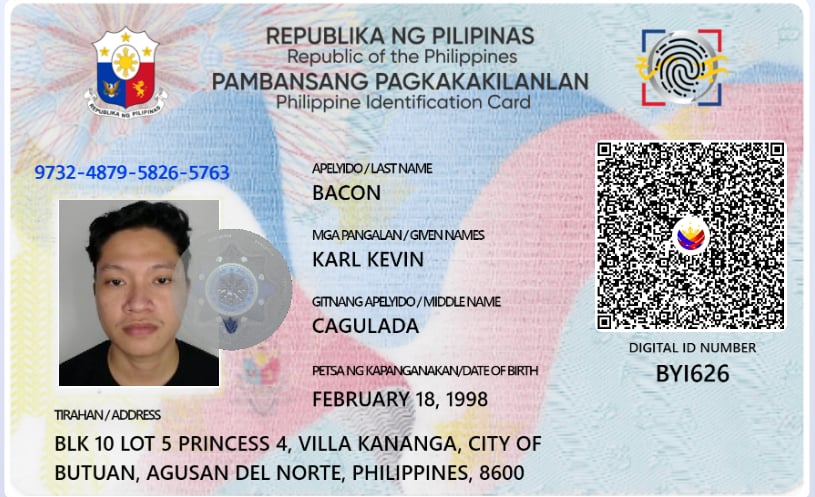 REPUBLIKA NG PILIPINAS
Republic of the Philippines
PAMBANSANG PAGKAKAKILANLAN
Philippine Identification Card
REPUBLIKA NG PILIPINAS
9732-4879-5826-5763
APELYIDO / LAST NAME
BACON
MGA PANGALAN / GIVEN NAMES
KARL KEVIN
GITNANG APELYIDO / MIDDLE NAME
CAGULADA
PETSA NG KAPANGANAKAN/DATE OF BIRTH
FEBRUARY 18, 1998
DIGITAL ID NUMBER
BYI626
TIRAHAN / ADDRESS
BLK 10 LOT 5 PRINCESS 4, VILLA KANANGA, CITY OF
BUTUAN, AGUSAN DEL NORTE, PHILIPPINES, 8600